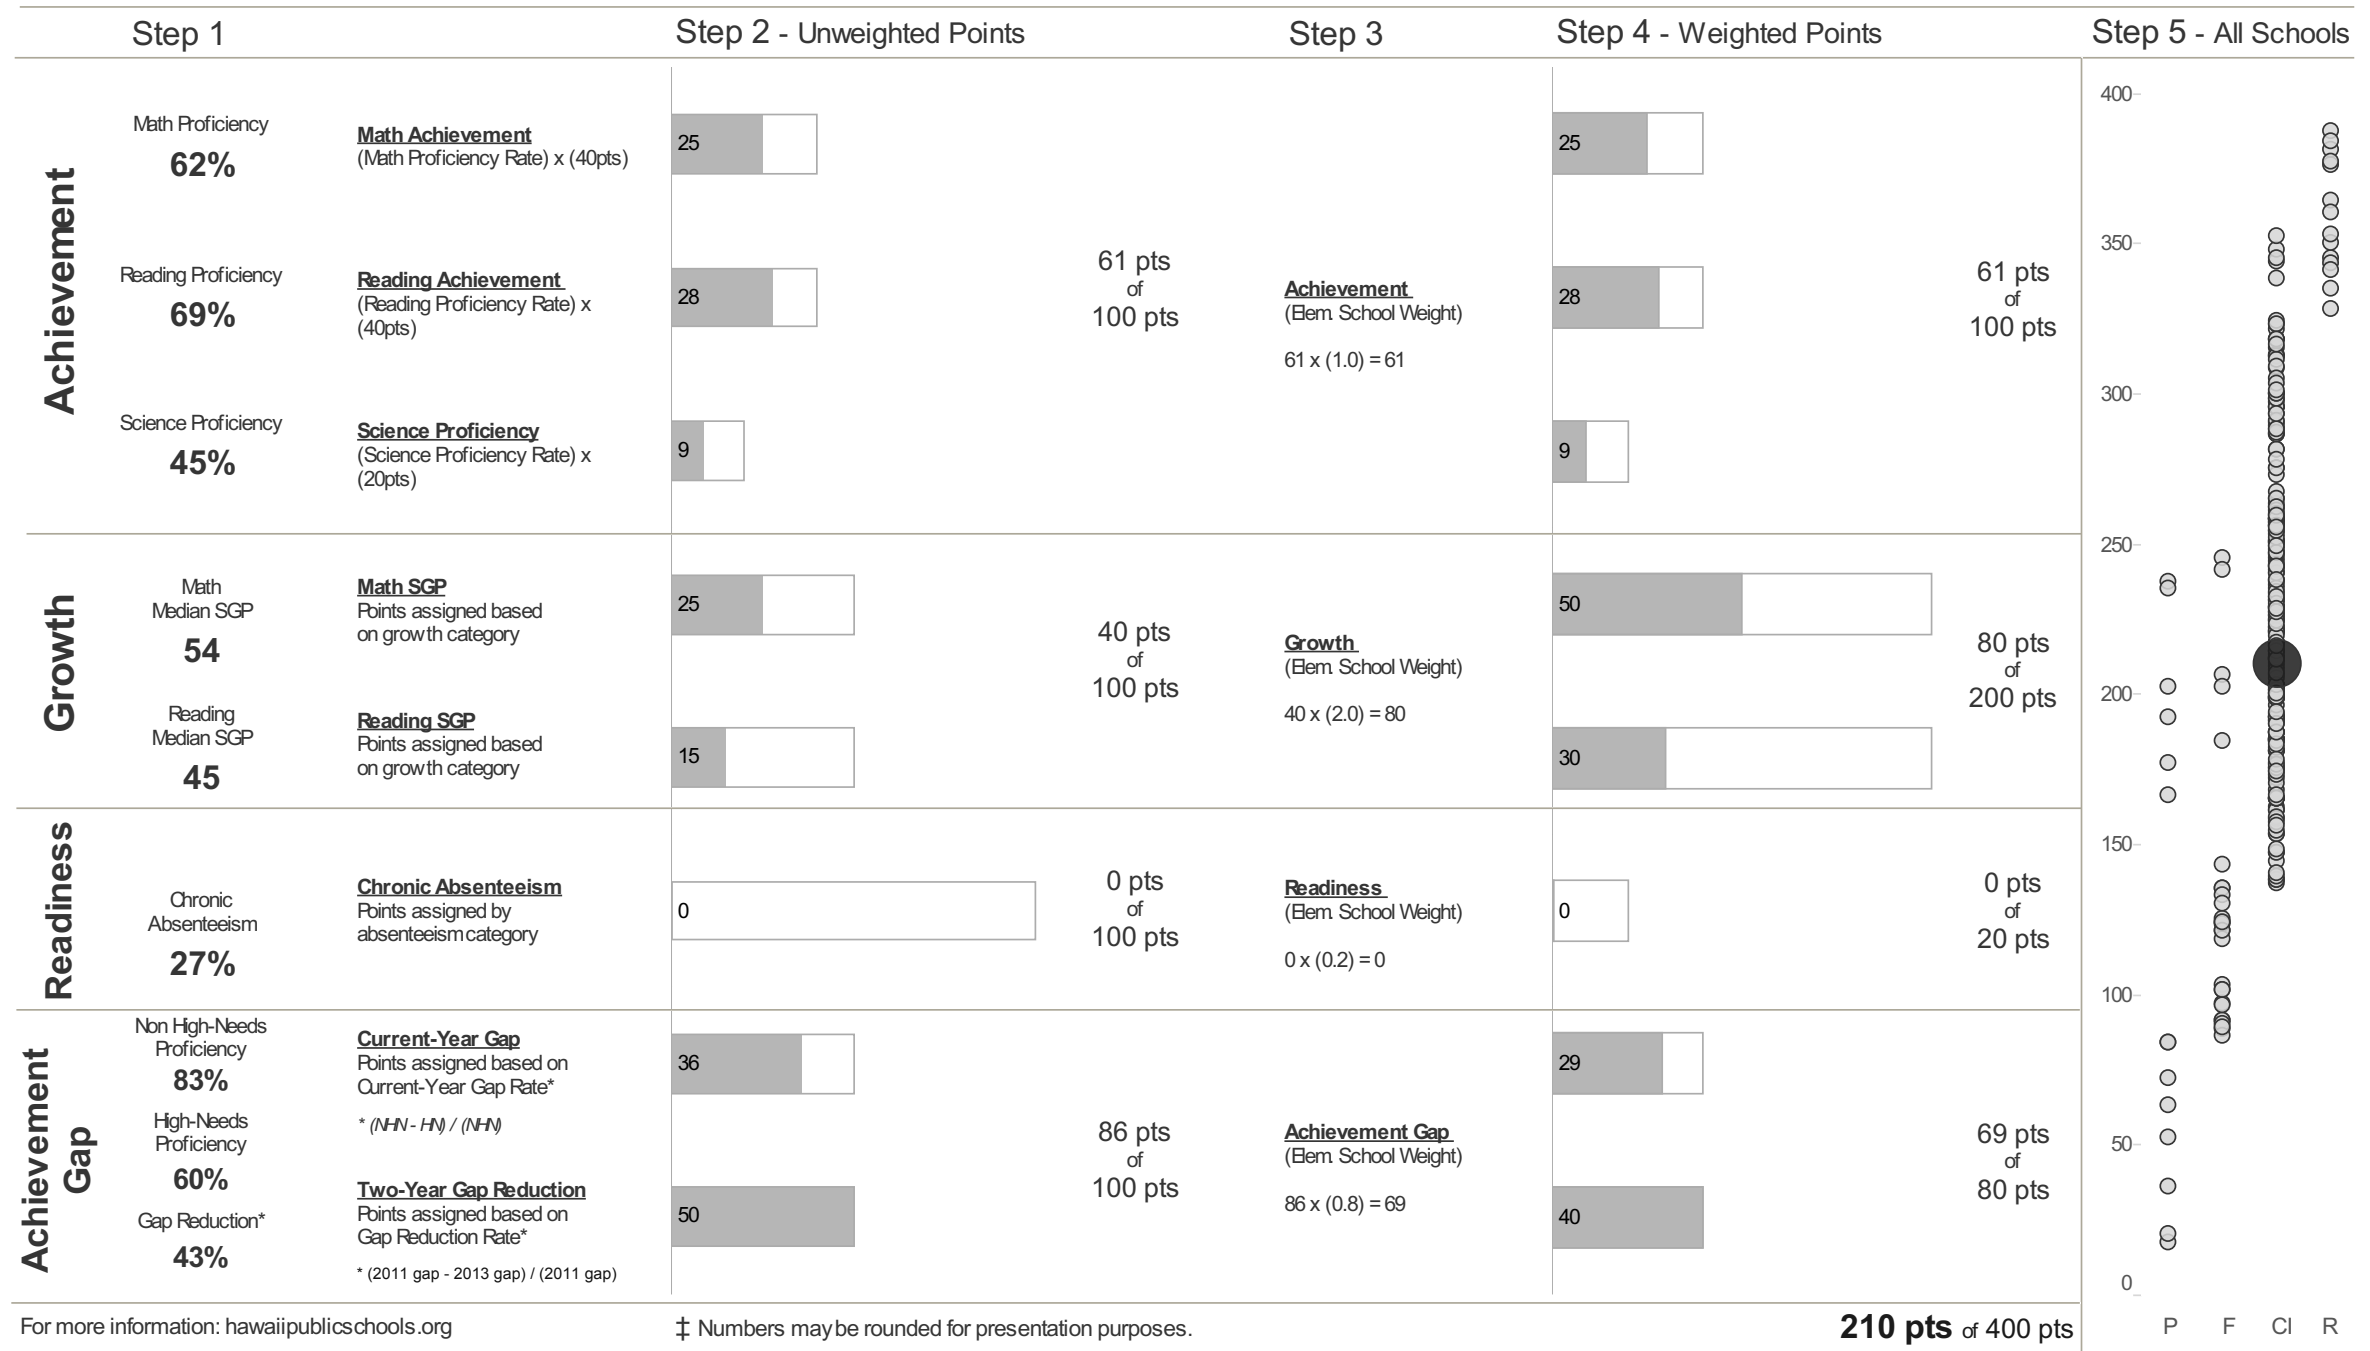 Step 1
Step 2 - Unweighted Points
Step 3
Step 4 - Weighted Points
Step 5 - All Schools
Achievement
Math Proficiency
62%
Math Achievement
(Math Proficiency Rate) x (40pts)
25
25
Reading Proficiency
69%
Reading Achievement
(Reading Proficiency Rate) x
(40pts)
28
61 pts
of
100 pts
Achievement
(Elem. School Weight)
61 x (1.0) = 61
28
61 pts
of
100 pts
Science Proficiency
45%
Science Proficiency
(Science Proficiency Rate) x
(20pts)
9
9
Growth
Math
Median SGP
54
Math SGP
Points assigned based
on growth category
25
40 pts
of
100 pts
Growth
(Elem. School Weight)
40 x (2.0) = 80
50
80 pts
of
200 pts
Reading
Median SGP
45
Reading SGP
Points assigned based
on growth category
15
30
Readiness
Chronic
Absenteeism
27%
Chronic Absenteeism
Points assigned by
absenteeism category
0
0 pts
of
100 pts
Readiness
(Elem. School Weight)
0 x (0.2) = 0
0
0 pts
of
20 pts
Achievement
Gap
Non High-Needs
Proficiency
83%
High-Needs
Proficiency
60%
Gap Reduction*
43%
Current-Year Gap
Points assigned based on
Current-Year Gap Rate*
* (NHN - HN) / (NHN)
Two-Year Gap Reduction
Points assigned based on
Gap Reduction Rate*
* (2011 gap - 2013 gap) / (2011 gap)
36
50
86 pts
of
100 pts
Achievement Gap
(Elem. School Weight)
86 x (0.8) = 69
29
40
69 pts
of
80 pts
400
350
300
250
200
150
100
50
0
P F CI R
For more information: hawaiipublicschools.org
‡ Numbers may be rounded for presentation purposes.
210 pts of 400 pts